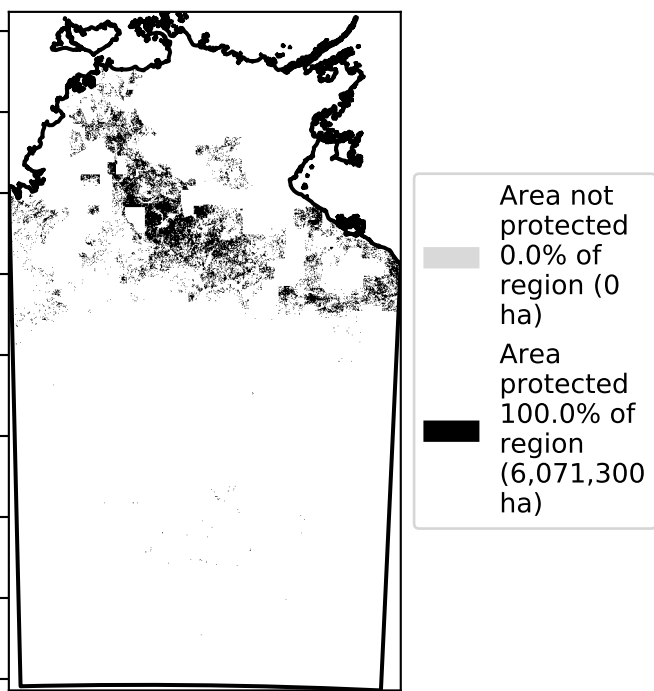 Area not
protected
0.0% of
region (0
ha)
Area
protected
100.0% of
region
(6,071,300
ha)